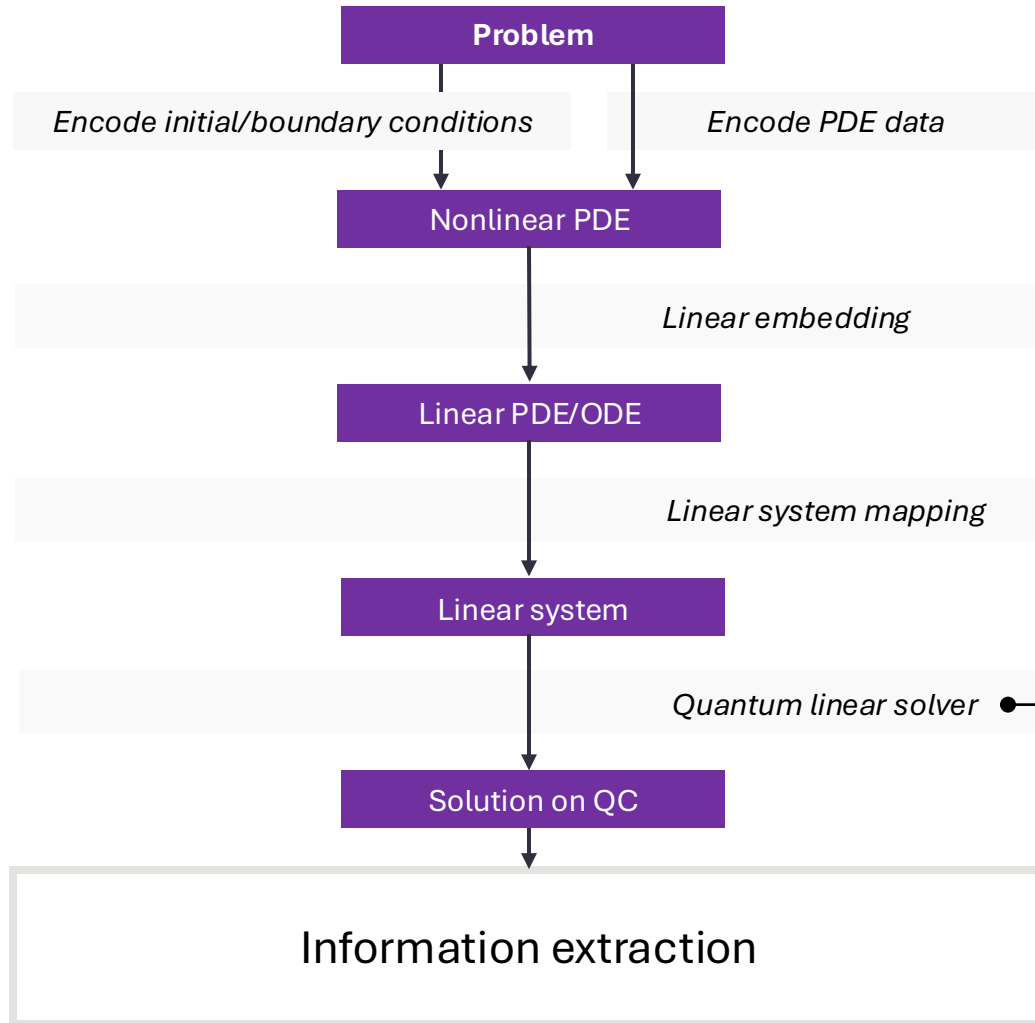 Problem
Encode initial/boundary conditions
Encode PDE data
Nonlinear PDE
Linear embedding
Linear PDE/ODE
Linear system mapping
Linear system
Quantum linear solver
Solution on QC
Information extraction